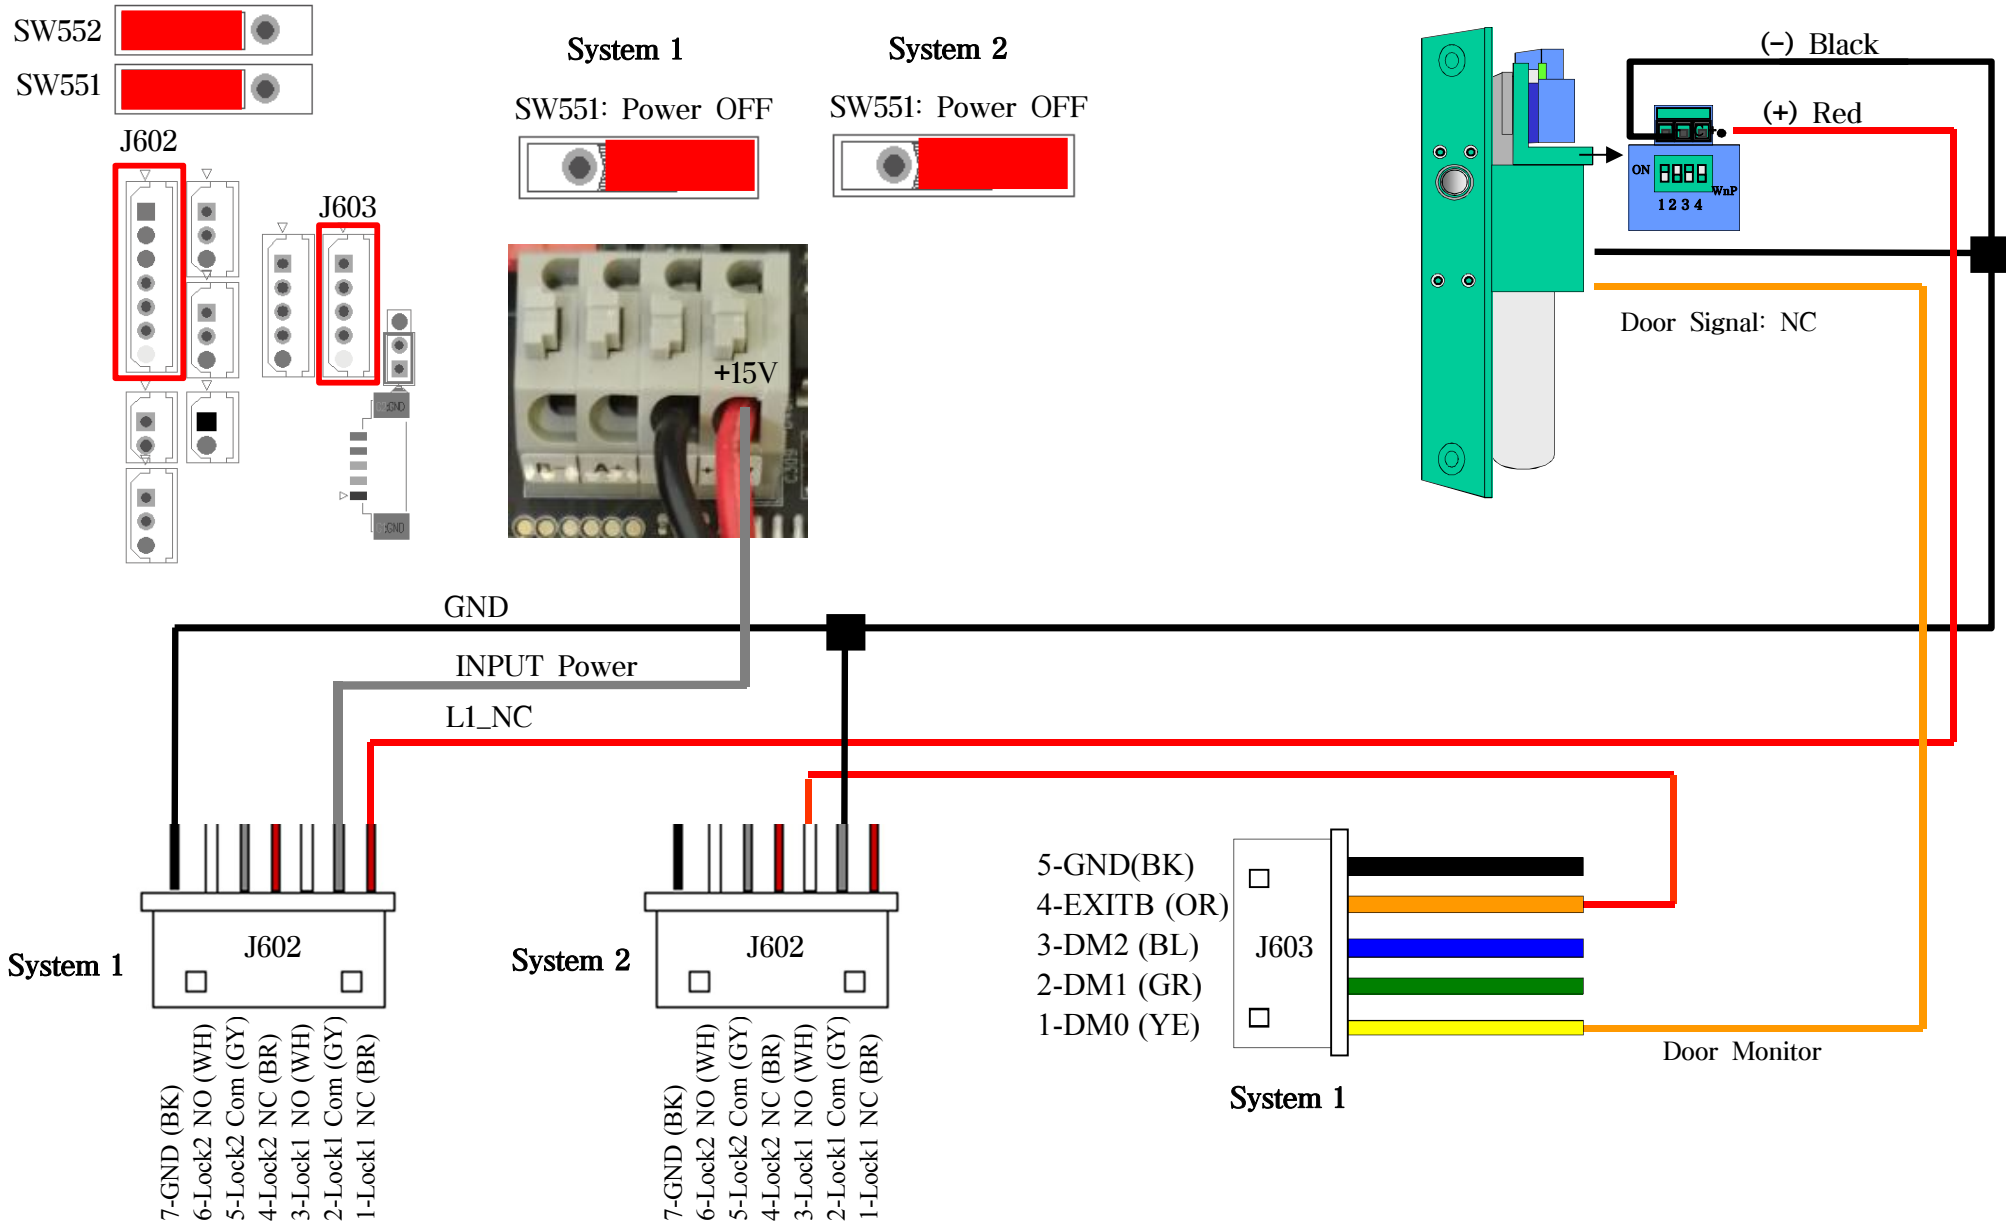 SW552
SW551
J602
J603
GND
GND
System 1
SW551: Power OFF
System 2
SW551: Power OFF
+15V
A+
(-) Black
(+) Red
ON
WnP
1 2 3 4
Door Signal: NC
GND
INPUT Power
L1_NC
System 1
J602
7-GND (BK)
6-Lock2 NO (WH)
5-Lock2 Com (GY)
4-Lock2 NC (BR)
3-Lock1 NO (WH)
2-Lock1 Com (GY)
1-Lock1 NC (BR)
System 2
J602
7-GND (BK)
6-Lock2 NO (WH)
5-Lock2 Com (GY)
4-Lock2 NC (BR)
3-Lock1 NO (WH)
2-Lock1 Com (GY)
1-Lock1 NC (BR)
5-GND(BK)
4-EXITB (OR)
3-DM2 (BL)
2-DM1 (GR)
1-DM0 (YE)
J603
System 1
Door Monitor